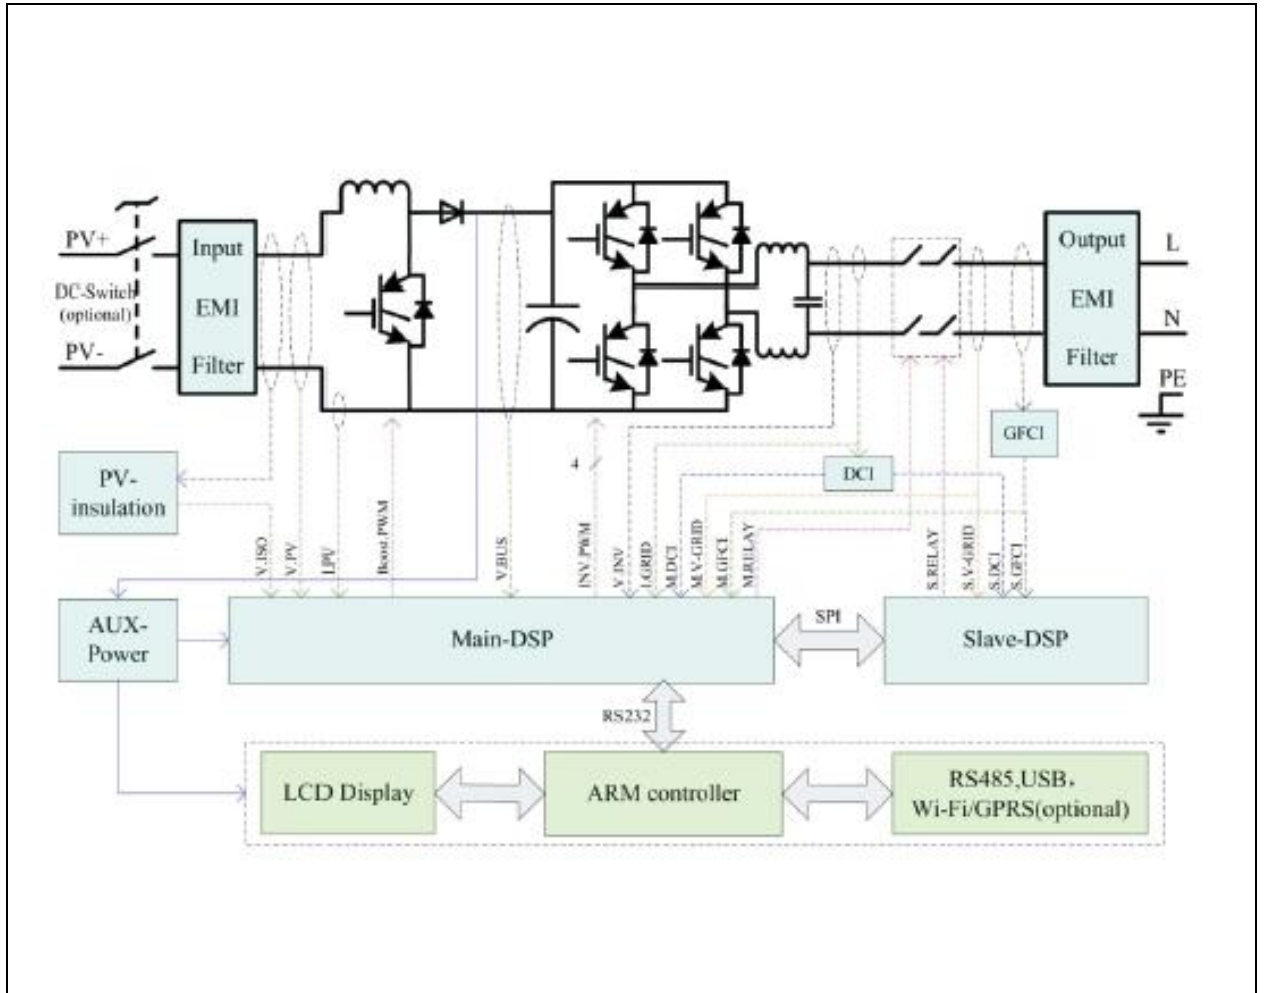 PV+
DC-Switch
(optional)
PV-
Input
EMI
Filter
Output
EMI
Filter
L
N
PE
GFCI
DCI
PV-
insulation
4
V.ISO
V.PV
I.PV
Boost.PWM
V.BUS
INV.PWM
V.INV
I.GRID
M.DCI
M.V-GRID
M.GFCI
M.RELAY
S.RELAY
S.V-GRID
S.DCI
S.GFCI
AUX-
Power
Main-DSP
SPI
Slave-DSP
RS232
LCD Display
ARM controller
RS485,USB,
Wi-Fi/GPRS(optional)